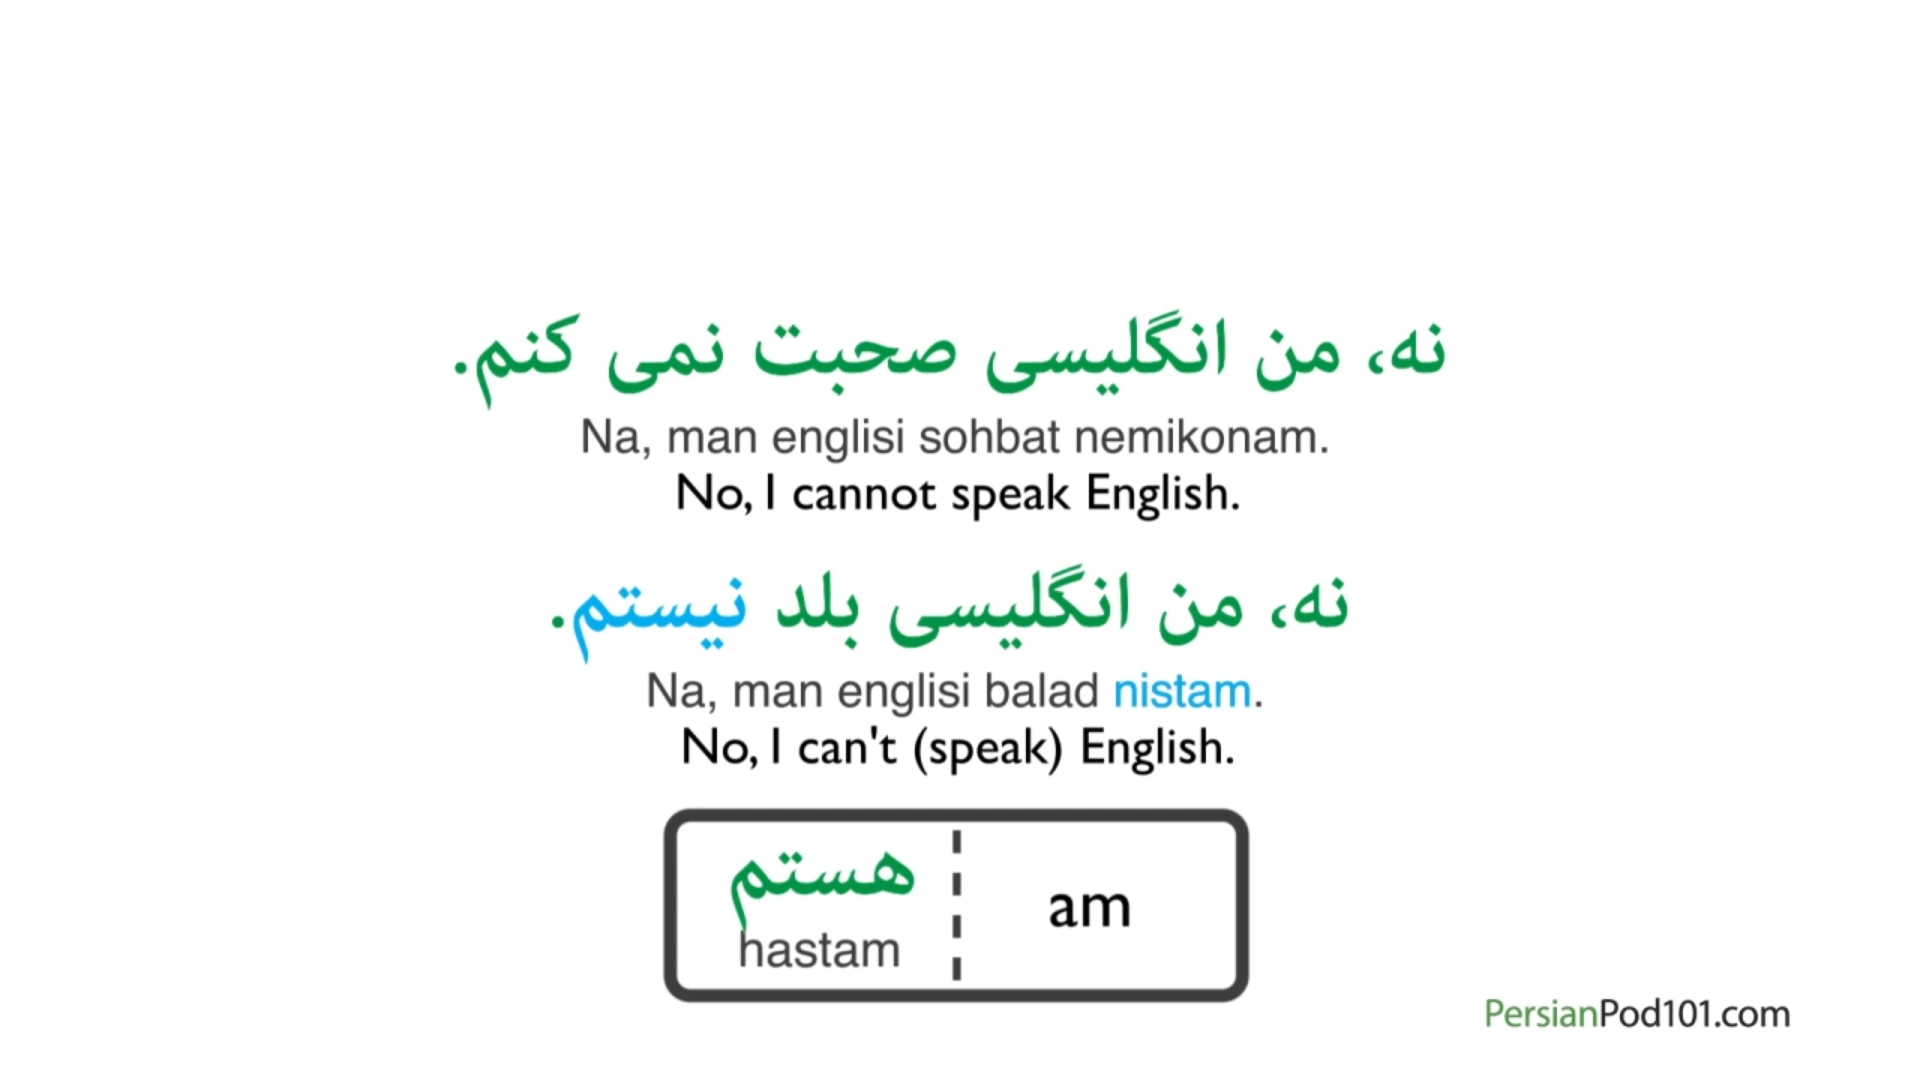 نه، من انگلیسی صحبت نمی کنم.
Na, man englisi sohbat nemikonam.
No, I cannot speak English.
نه، من انگلیسی بلد نیستم.
Na, man englisi balad nistam.
No, I can't (speak) English.
هستم
hastam
am
PersianPod101.com